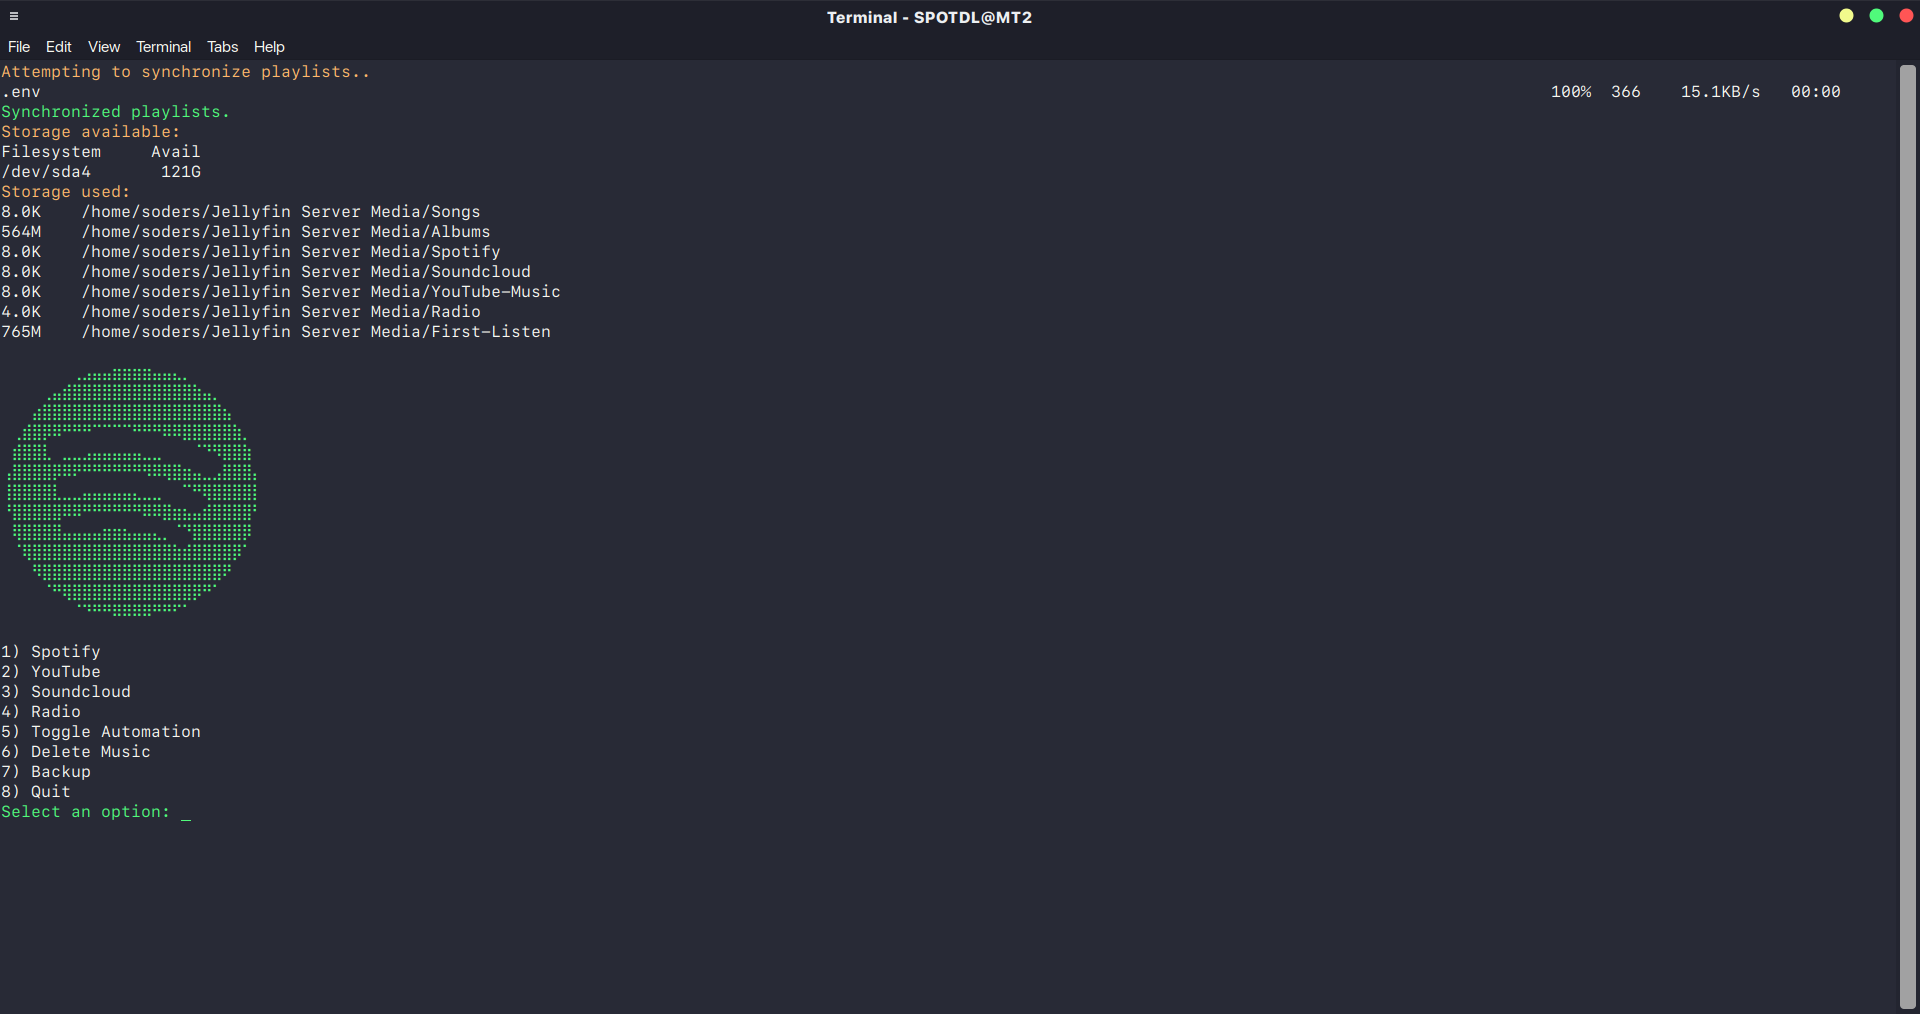 Terminal - SPOTDL@MT2
File Edit View Terminal Tabs Help
Attempting to synchronize playlists..
.env 100% 366 15.1KB/s 00:00
Synchronized playlists.
Storage available:
Filesystem Avail
/dev/sda4 121G
Storage used:
8.0K /home/soders/Jellyfin Server Media/Songs
564M /home/soders/Jellyfin Server Media/Albums
8.0K /home/soders/Jellyfin Server Media/Spotify
8.0K /home/soders/Jellyfin Server Media/Soundcloud
8.0K /home/soders/Jellyfin Server Media/YouTube-Music
4.0K /home/soders/Jellyfin Server Media/Radio
765M /home/soders/Jellyfin Server Media/First-Listen
1) Spotify
2) YouTube
3) Soundcloud
4) Radio
5) Toggle Automation
6) Delete Music
7) Backup
8) Quit
Select an option: _